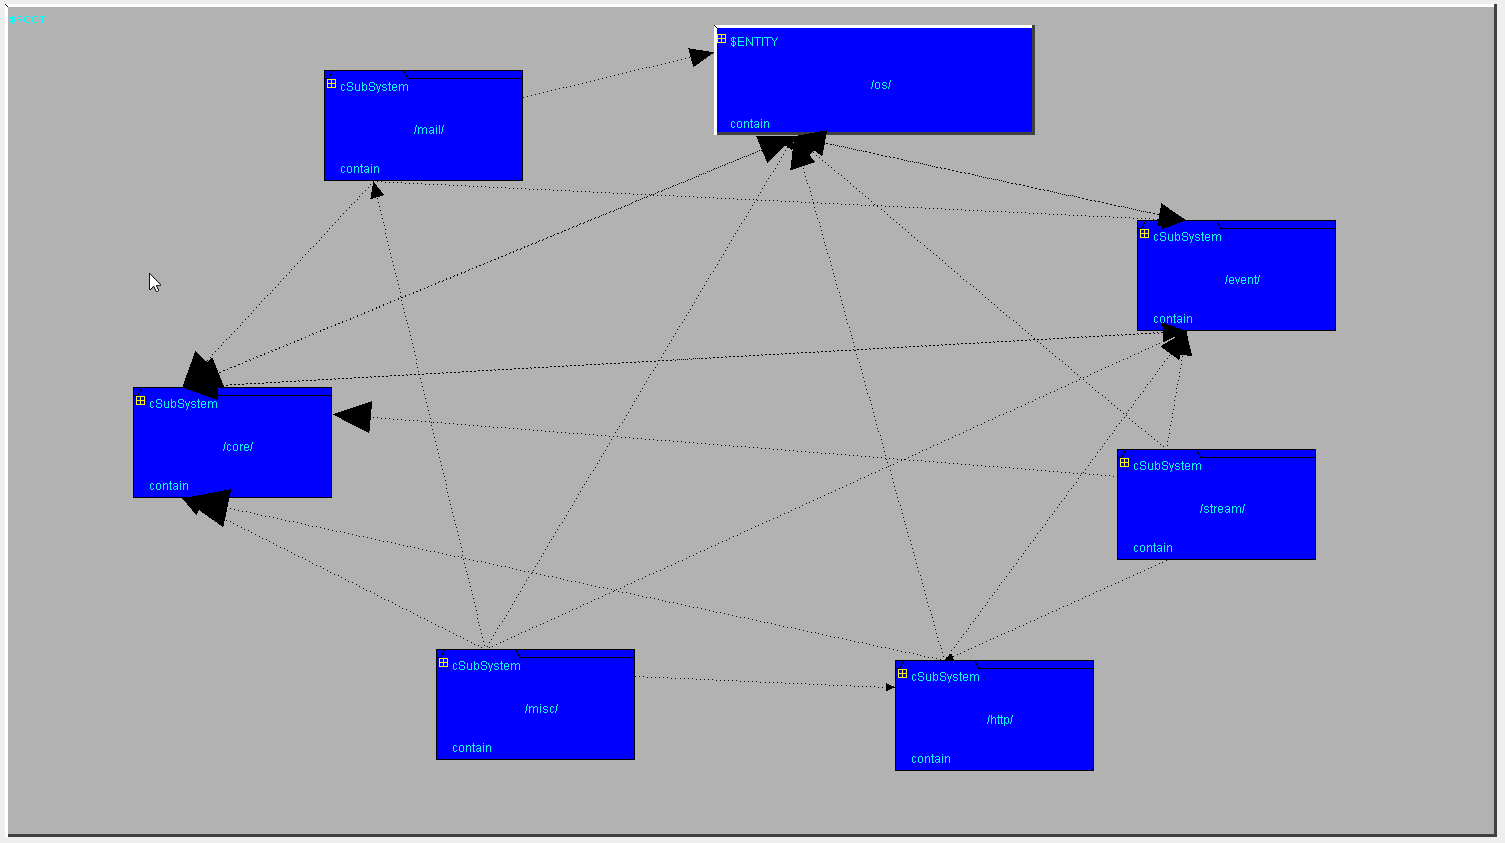 $ROOT
$ENTITY
/os/
contain
cSubSystem
/mail/
contain
cSubSystem
/event/
contain
cSubSystem
/core/
contain
cSubSystem
/stream/
contain
cSubSystem
/misc/
contain
cSubSystem
/http/
contain